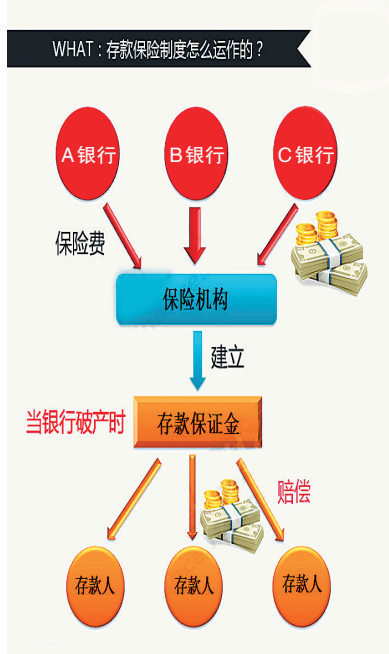 WHAT：存款保险制度怎么运作的？
A银行
B银行
C银行
保险费
保险机构
建立
当银行破产时
存款保证金
赔偿
存款人
存款人
存款人